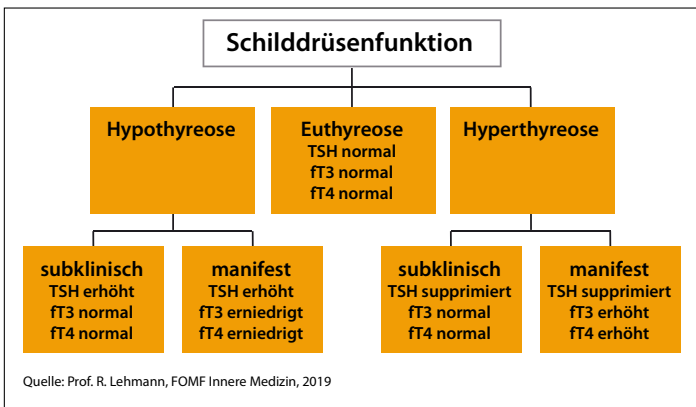 Schilddrüsenfunktion
Hypothyreose
Euthyreose
TSH normal
fT3 normal
fT4 normal
Hyperthyreose
subklinisch
TSH erhöht
fT3 normal
fT4 normal
manifest
TSH erhöht
fT3 erniedrigt
fT4 erniedrigt
subklinisch
TSH supprimiert
fT3 normal
fT4 normal
manifest
TSH supprimiert
fT3 erhöht
fT4 erhöht
Quelle: Prof. R. Lehmann, FOMF Innere Medizin, 2019